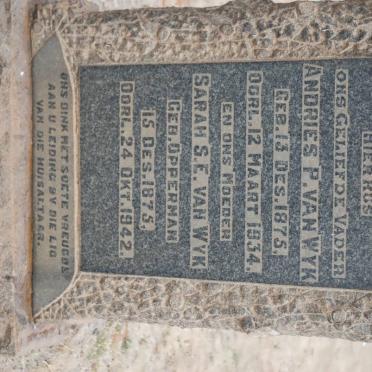 HIER RUS
ONS GELIEFDE VADER
ANDRIES P. VAN WYK
GEB. 13 DES. 1875.
OORL. 12 MAART 1934.
EN ONS MOEDER
SARAH S.E. VAN WYK
GEB. OPPERMAN
15 DES. 1875,
OORL. 24 OKT. 1942.
ONS DINK MET SOETE VREUGDE
AAN U LEIDING BY DIE LIG
VAN DIE HUISALTAER.